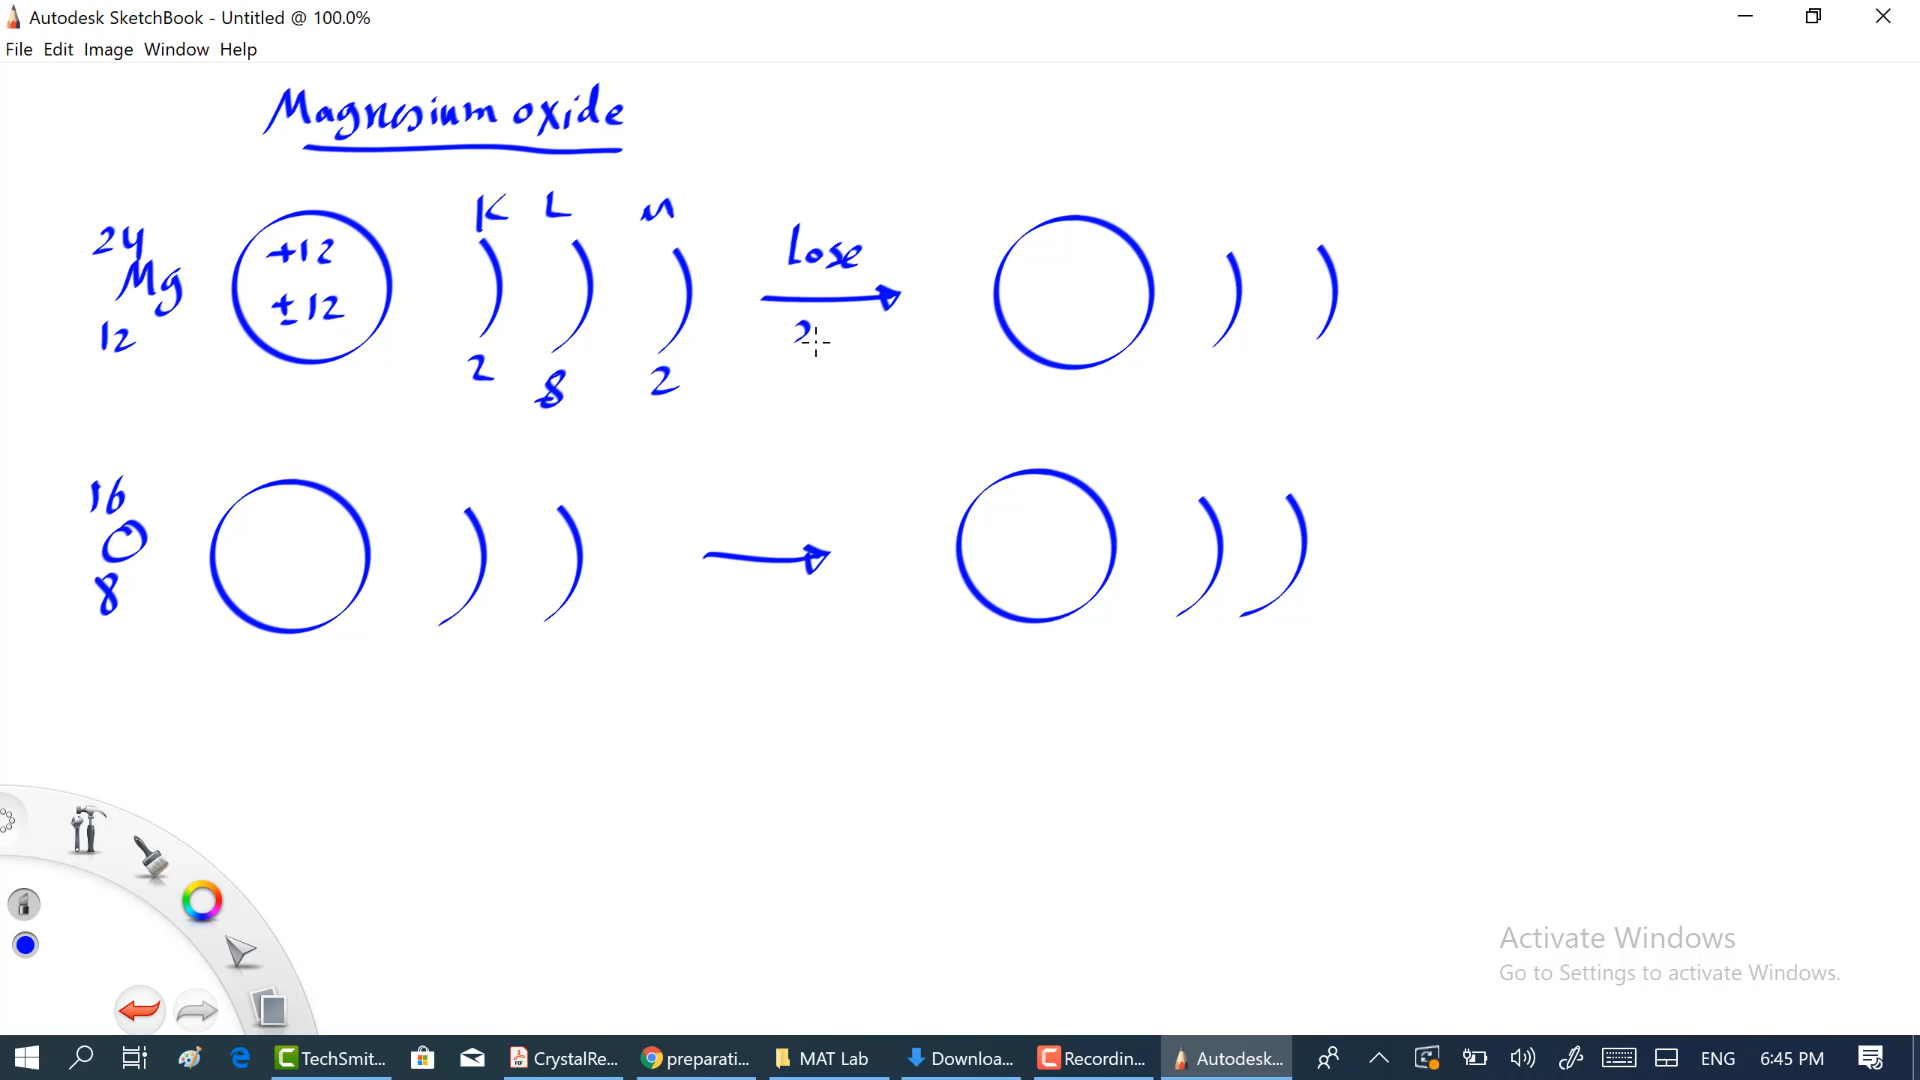 Autodesk SketchBook - Untitled @ 100.0%
File Edit Image Window Help
Magnesium oxide
K L M
24
Mg
12
+12
± 12
Lose
2
2 8 2
16
O
8
Activate Windows
Go to Settings to activate Windows.
TechSmit... CrystalRe... preparati... MAT Lab Downloa... Recordin... Autodesk... ENG 6:45 PM